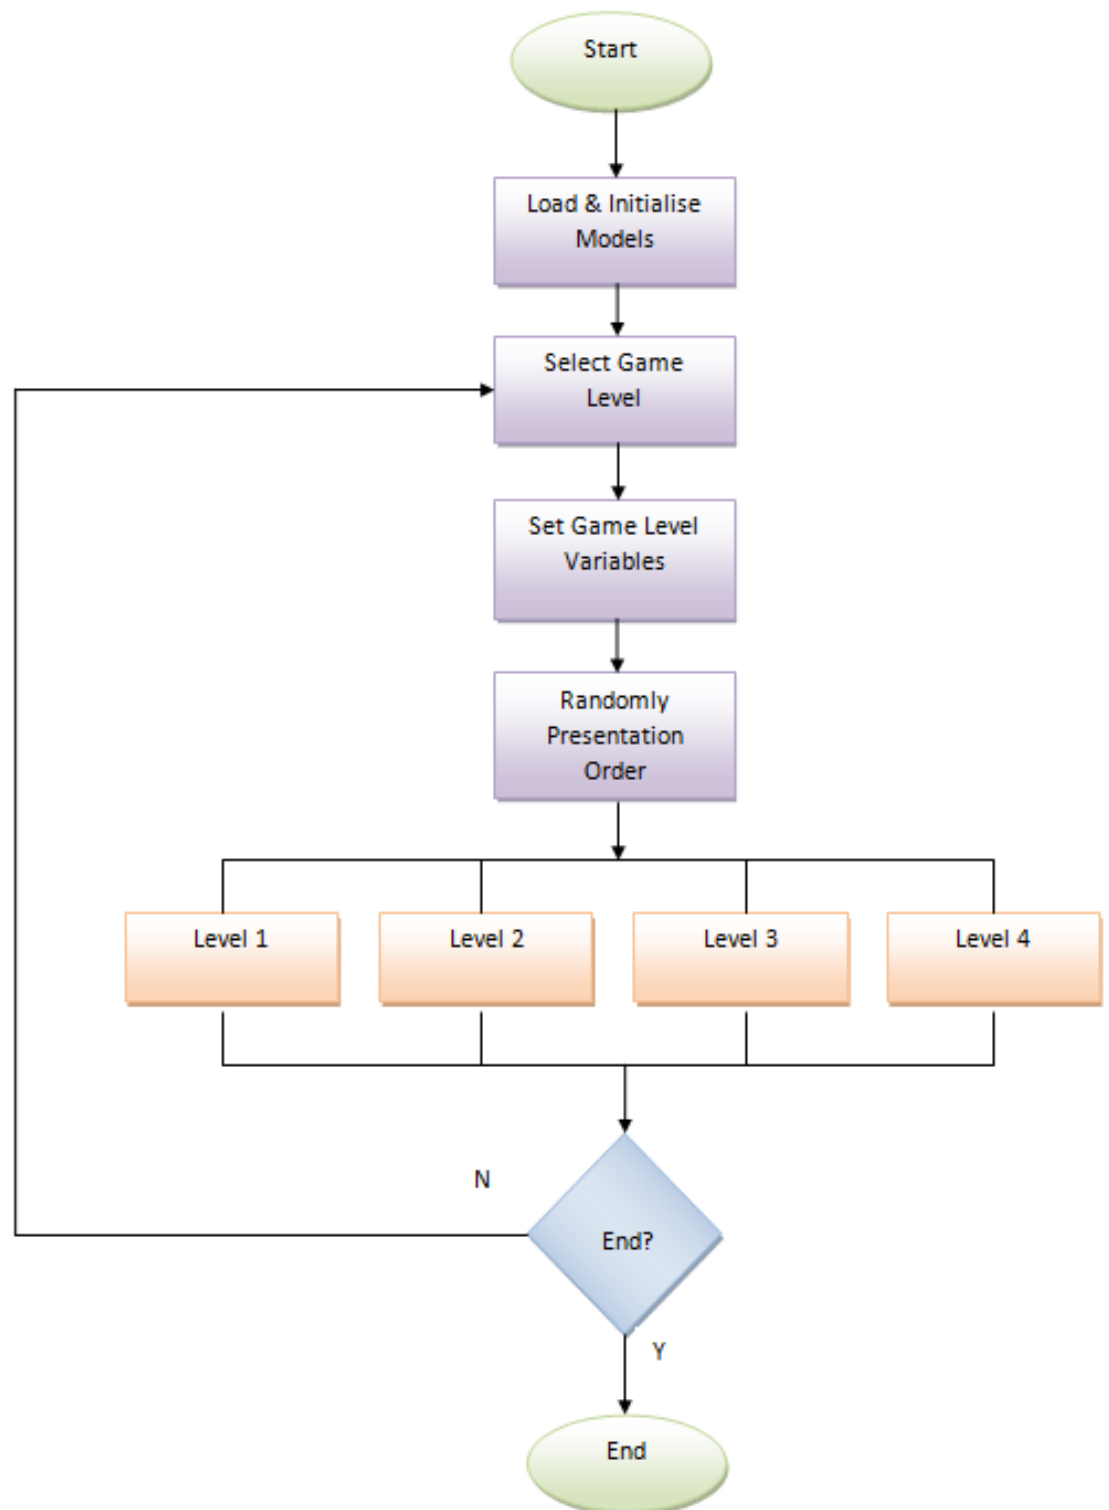 Start
Load & Initialise
Models
Select Game
Level
Set Game Level
Variables
Randomly
Presentation
Order
Level 1
Level 2
Level 3
Level 4
N
End?
Y
End